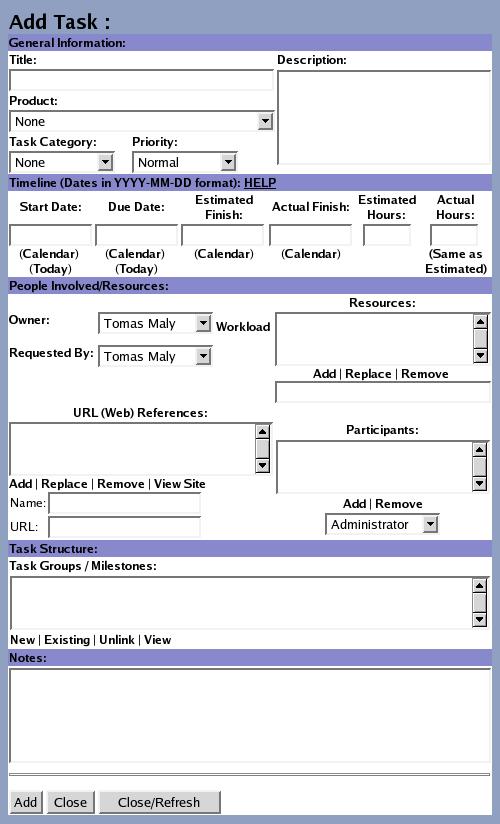 Add Task :
General Information:
Title: Description:
Product:
None
Task Category: Priority:
None Normal
Timeline (Dates in YYYY-MM-DD format): HELP
Start Date: Due Date: Estimated Finish: Actual Finish: Estimated Hours: Actual Hours:
(Calendar) (Calendar) (Calendar) (Calendar) (Same as Estimated)
(Today) (Today)
People Involved/Resources:
Resources:
Owner: Tomas Maly Workload
Requested By: Tomas Maly
Add | Replace | Remove
URL (Web) References:
Participants:
Add | Replace | Remove | View Site
Name: Add | Remove
URL: Administrator
Task Structure:
Task Groups / Milestones:
New | Existing | Unlink | View
Notes:
Add Close Close/Refresh